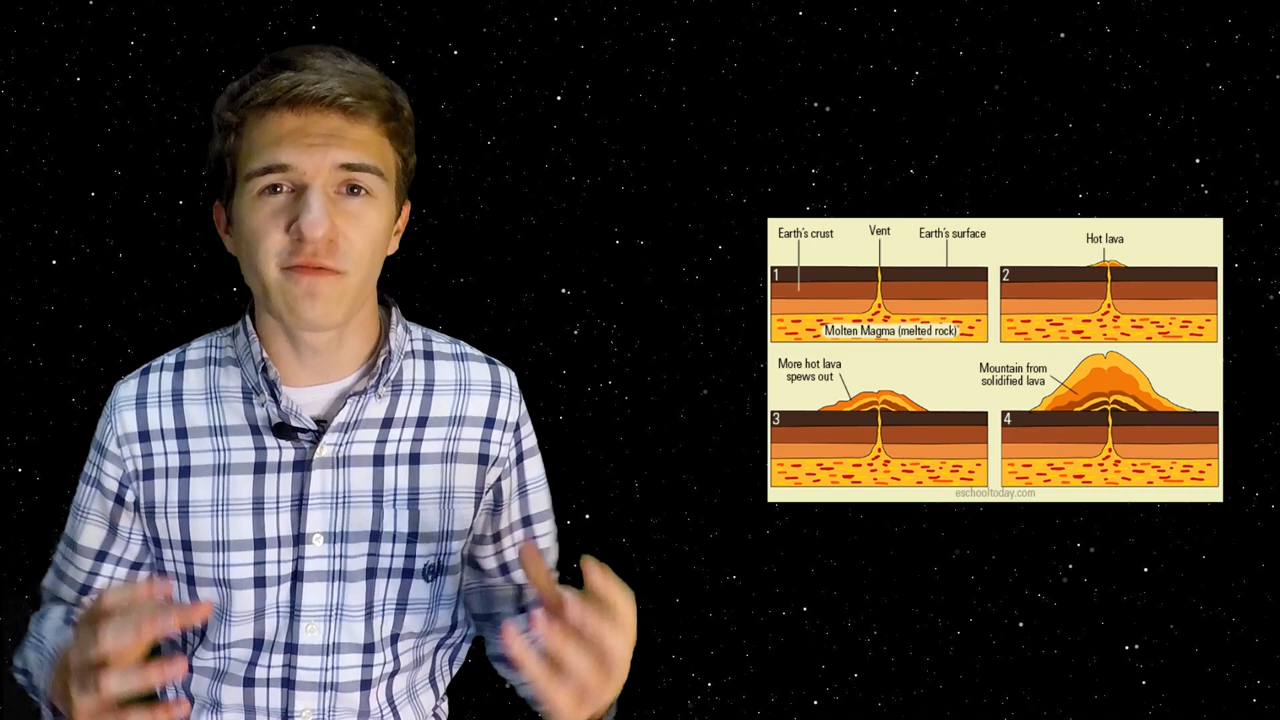 Earth's crust
Vent
Earth's surface
1
Molten Magma (melted rock)
Hot lava
2
More hot lava
spews out
3
Mountain from
solidified lava
4
eschooltoday.com